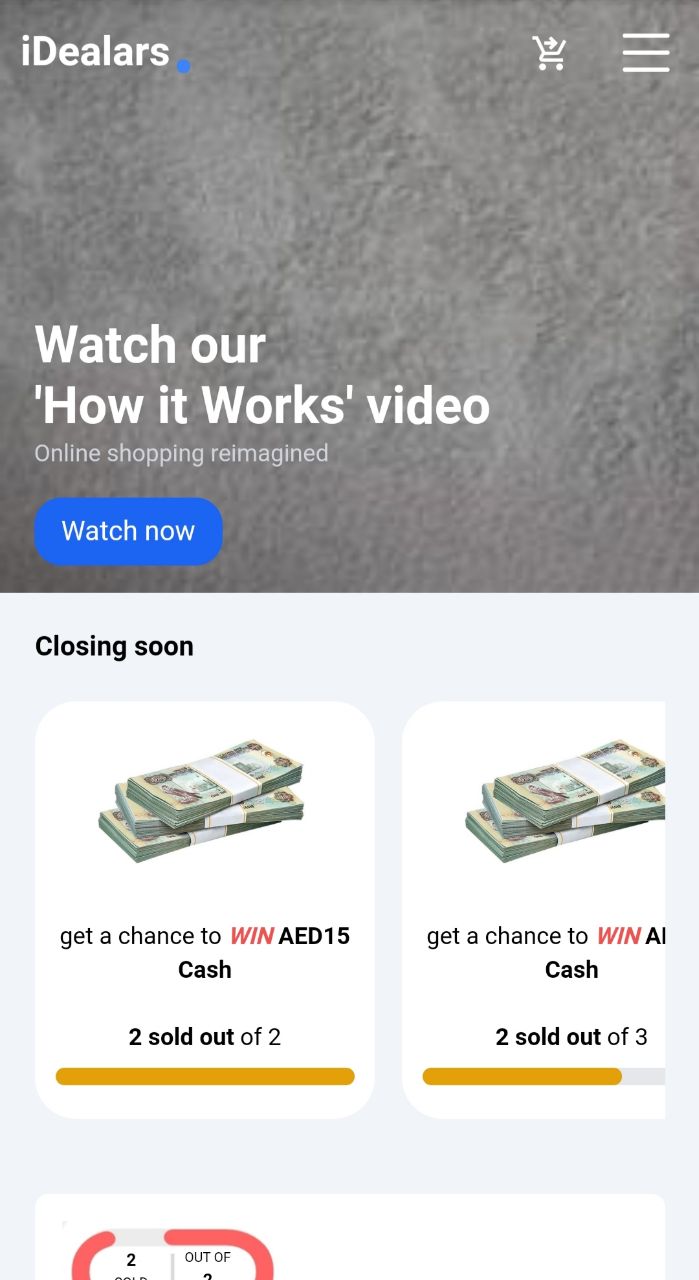 iDealars
Watch our
'How it Works' video
Online shopping reimagined
Watch now
Closing soon
get a chance to WIN AED15
Cash
2 sold out of 2
get a chance to WIN
Cash
2 sold out of 3
2
OUT OF
SOLD
2